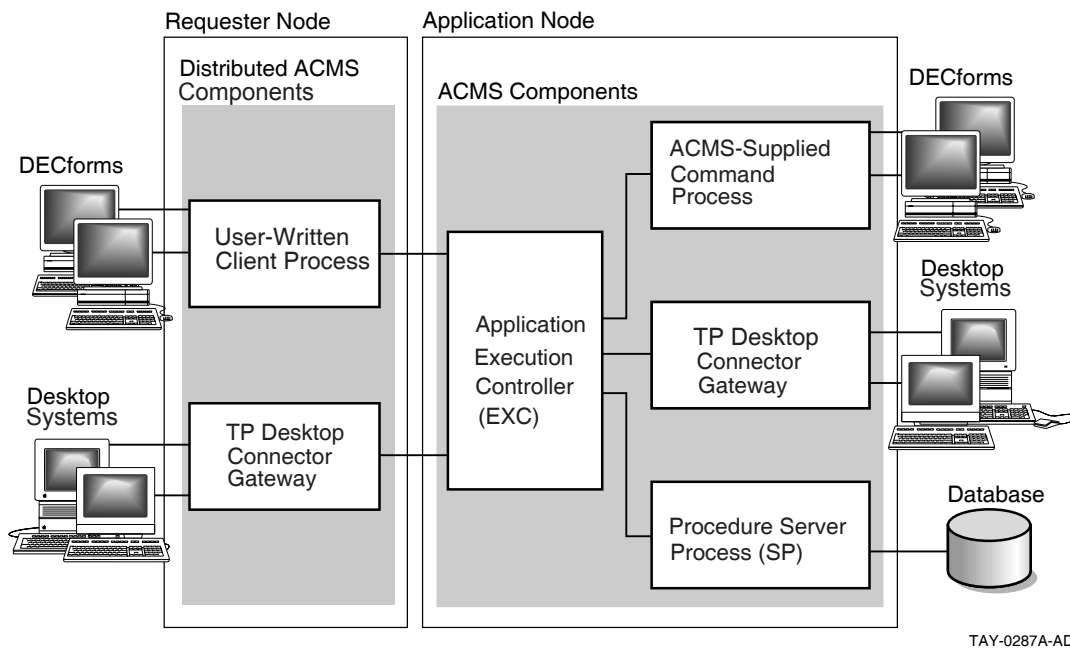 Requester Node
Application Node
Distributed ACMS
Components
ACMS Components
DECforms
DECforms
ACMS-Supplied
Command
Process
User-Written
Client Process
Desktop
Systems
Application
Execution
Controller
(EXC)
TP Desktop
Connector
Gateway
Desktop
Systems
TP Desktop
Connector
Gateway
Procedure Server
Process (SP)
Database
TAY-0287A-AD